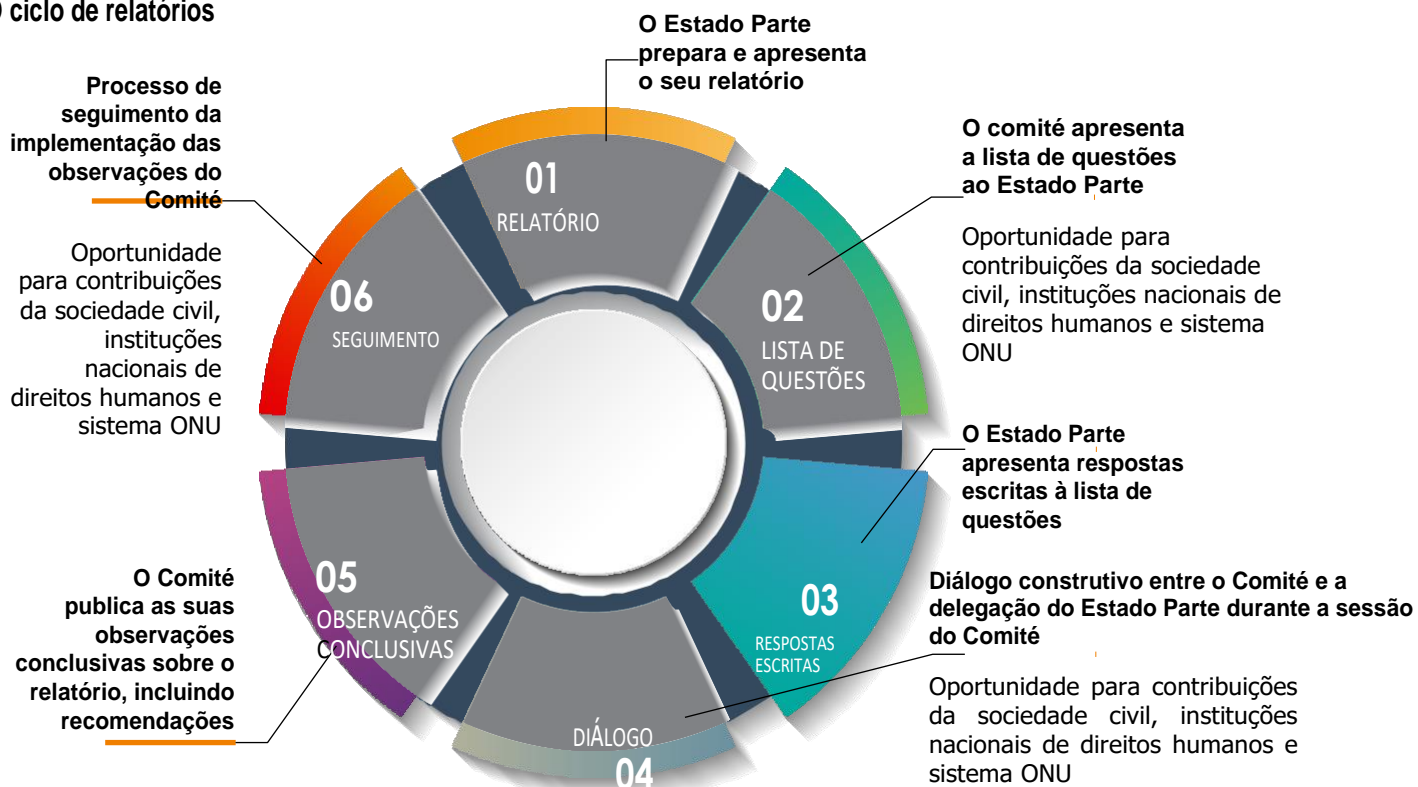 ciclo de relatórios
O Estado Parte
prepara e apresenta
o seu relatório
01
RELATÓRIO
O comité apresenta
a lista de questões
ao Estado Parte
Oportunidade para
contribuições da sociedade
civil, instituções nacionais de
direitos humanos e sistema
ONU
02
LISTA DE
QUESTÕES
O Estado Parte
apresenta respostas
escritas à lista de
questões
03
RESPOSTAS
ESCRITAS
Diálogo construtivo entre o Comité e a
delegação do Estado Parte durante a sessão
do Comité
Oportunidade para contribuições
da sociedade civil, instituções
nacionais de direitos humanos e
sistema ONU
DIÁLOGO
04
O Comité
publica as suas
observações
conclusivas sobre o
relatório, incluindo
recomendações
05
OBSERVAÇÕES
CONCLUSIVAS
Processo de
seguimento da
implementação das
observações do
Comité
Oportunidade
para contribuições
da sociedade civil,
instituções
nacionais de
direitos humanos e
sistema ONU
06
SEGUIMENTO